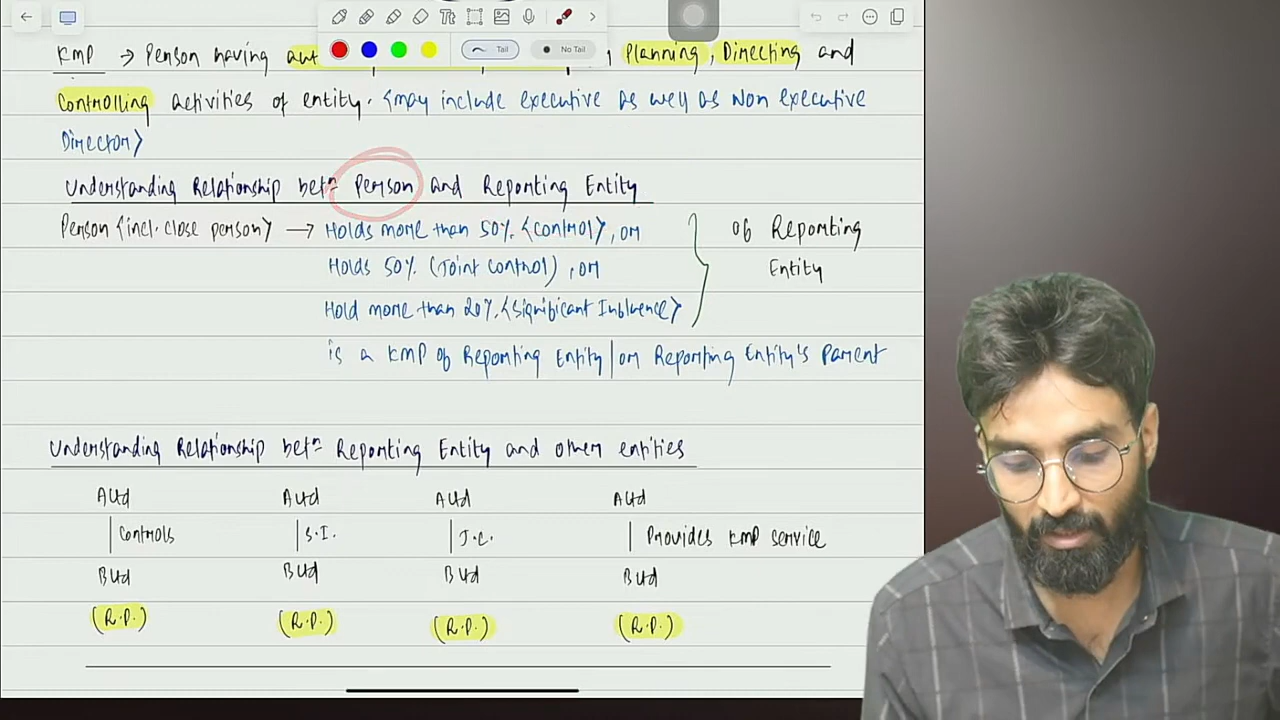 Tail
No Tail
KMP → Person having Planning, Directing and
Controlling activities of entity. <may include executive as well as Non executive
Director>
Understanding Relationship betⁿ Person and Reporting Entity
Person <incl. close person> → Holds more than 50%. <control>, or
Holds 50%. (Joint control), or
Hold more than 20%. <Significant Influence>
of Reporting
Entity
is a KMP of Reporting Entity | or Reporting Entity's Parent
Understanding Relationship betⁿ Reporting Entity and other entities
A Ltd A Ltd A Ltd A Ltd
Controls S.I. J.C. Provides KMP service
B Ltd B Ltd B Ltd B Ltd
(R.P.) (R.P.) (R.P.) (R.P.)